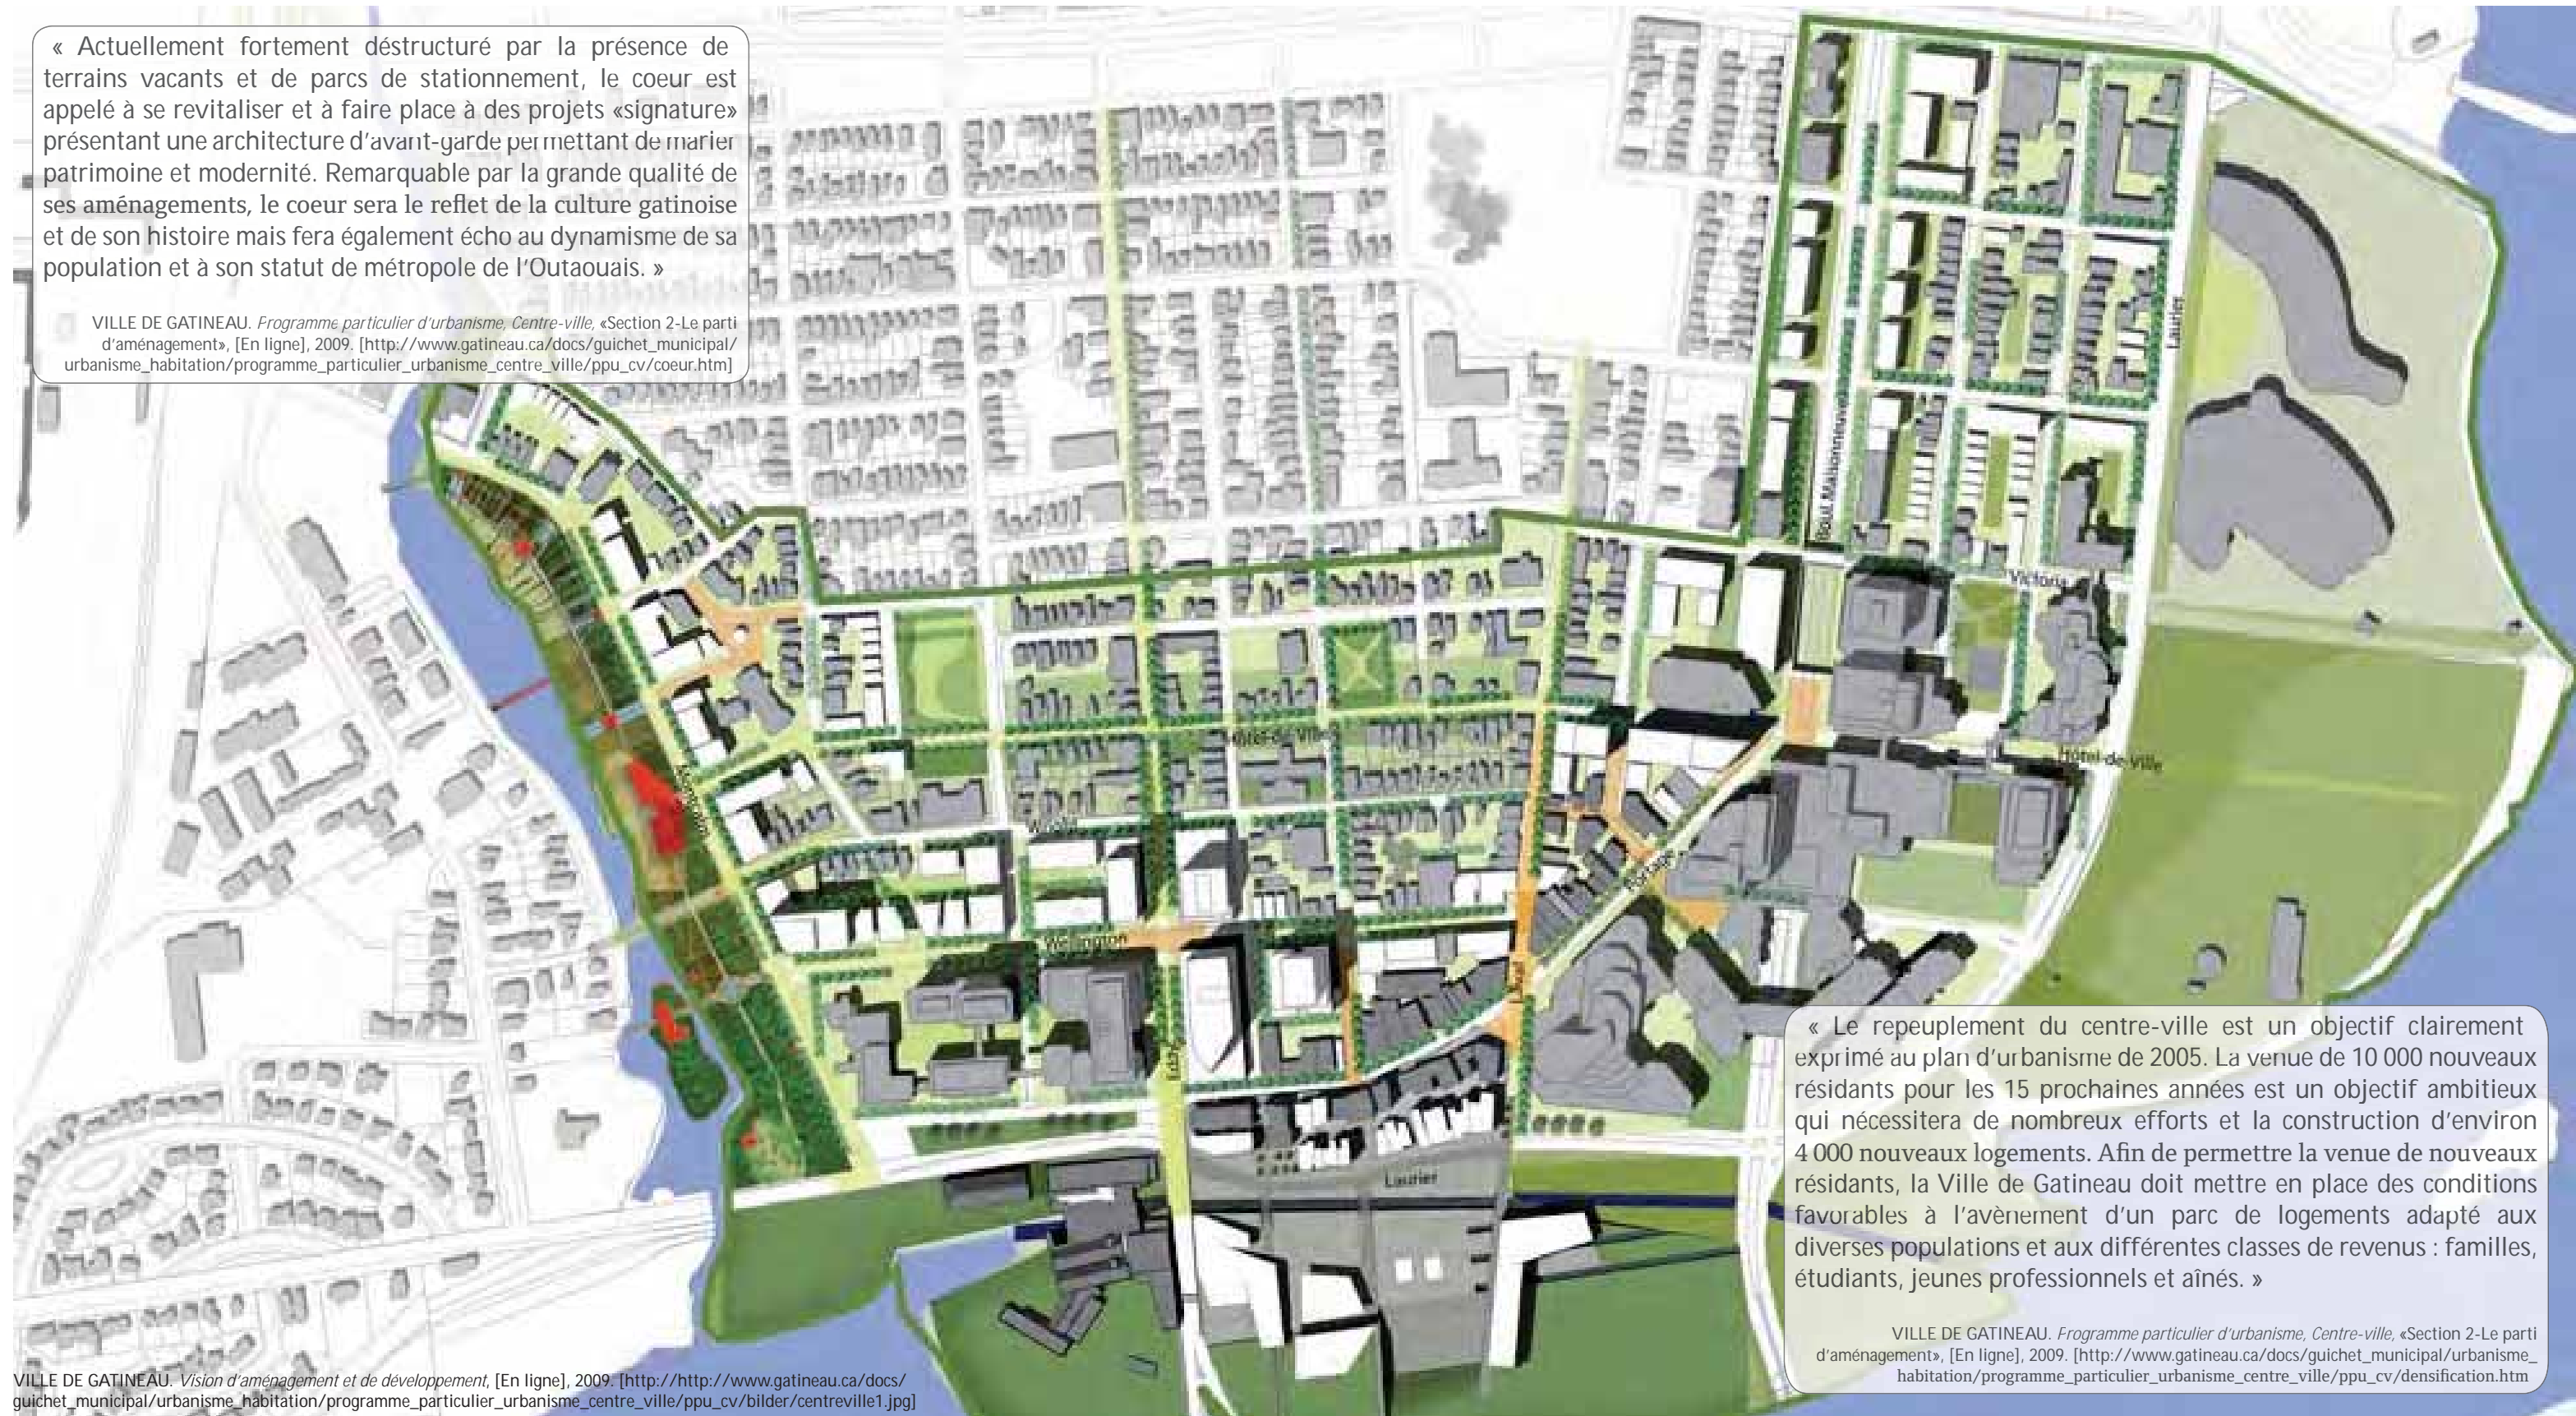 « Actuellement fortement déstructuré par la présence de
terrains vacants et de parcs de stationnement, le coeur est
appelé à se revitaliser et à faire place à des projets «signature»
présentant une architecture d'avant-garde permettant de marier
patrimoine et modernité. Remarquable par la grande qualité de
ses aménagements, le coeur sera le reflet de la culture gatinoise
et de son histoire mais fera également écho au dynamisme de sa
population et à son statut de métropole de l'Outaouais. »
VILLE DE GATINEAU. Programme particulier d'urbanisme, Centre-ville, «Section 2-Le parti
d'aménagement», [En ligne], 2009. [http://www.gatineau.ca/docs/guichet_municipal/
urbanisme_habitation/programme_particulier_urbanisme_centre_ville/ppu_cv/coeur.htm]
Laurier
Boul. Maisonneuve
Victoria
Hôtel-de-Ville
Hôtel-de-Ville
Montcalm
Wright
Portage
Wellington
Laval
Eddy
Laurier
« Le repeuplement du centre-ville est un objectif clairement
exprimé au plan d'urbanisme de 2005. La venue de 10 000 nouveaux
résidants pour les 15 prochaines années est un objectif ambitieux
qui nécessitera de nombreux efforts et la construction d'environ
4 000 nouveaux logements. Afin de permettre la venue de nouveaux
résidants, la Ville de Gatineau doit mettre en place des conditions
favorables à l'avènement d'un parc de logements adapté aux
diverses populations et aux différentes classes de revenus : familles,
étudiants, jeunes professionnels et aînés. »
VILLE DE GATINEAU. Programme particulier d'urbanisme, Centre-ville, «Section 2-Le parti
d'aménagement», [En ligne], 2009. [http://www.gatineau.ca/docs/guichet_municipal/urbanisme_
habitation/programme_particulier_urbanisme_centre_ville/ppu_cv/densification.htm
VILLE DE GATINEAU. Vision d'aménagement et de développement, [En ligne], 2009. [http://http://www.gatineau.ca/docs/
guichet_municipal/urbanisme_habitation/programme_particulier_urbanisme_centre_ville/ppu_cv/bilder/centreville1.jpg]